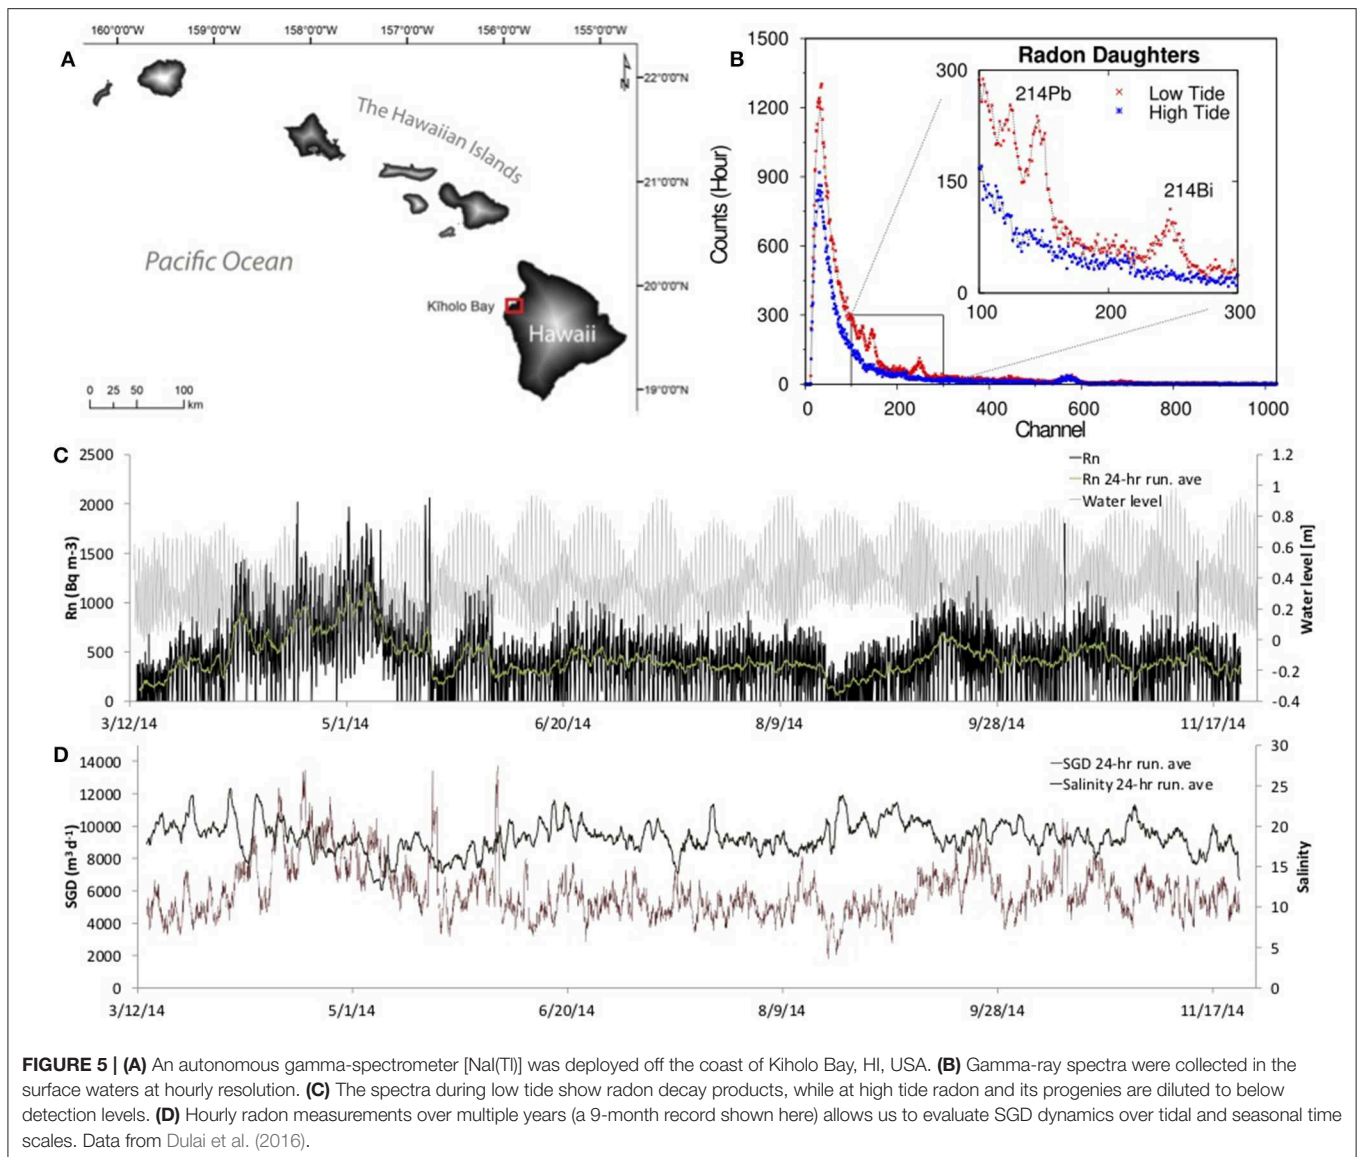 160°0'0"W 159°0'0"W 158°0'0"W 157°0'0"W 156°0'0"W 155°0'0"W
A
N
22°0'0"N
The Hawaiian Islands
21°0'0"N
Pacific Ocean
20°0'0"N
Kīholo Bay
Hawaii
19°0'0"N
0 25 50 100
km
B
1500
1200
900
600
300
0
Counts (Hour)
Radon Daughters
300
150
0
214Pb
Low Tide
High Tide
214Bi
100 200 300
0 200 400 600 800 1000
Channel
C
2500
2000
1500
1000
500
0
Rn (Bq m-3)
Rn
Rn 24-hr run. ave
Water level
1.2
1
0.8
0.6
0.4
0.2
0
-0.2
-0.4
Water level [m]
3/12/14 5/1/14 6/20/14 8/9/14 9/28/14 11/17/14
D
14000
12000
10000
8000
6000
4000
2000
0
SGD (m³ d⁻¹)
SGD 24-hr run. ave
Salinity 24-hr run. ave
30
25
20
15
10
5
0
Salinity
3/12/14 5/1/14 6/20/14 8/9/14 9/28/14 11/17/14
FIGURE 5 | (A) An autonomous gamma-spectrometer [NaI(Tl)] was deployed off the coast of Kiholo Bay, HI, USA. (B) Gamma-ray spectra were collected in the
surface waters at hourly resolution. (C) The spectra during low tide show radon decay products, while at high tide radon and its progenies are diluted to below
detection levels. (D) Hourly radon measurements over multiple years (a 9-month record shown here) allows us to evaluate SGD dynamics over tidal and seasonal time
scales. Data from Dulai et al. (2016).